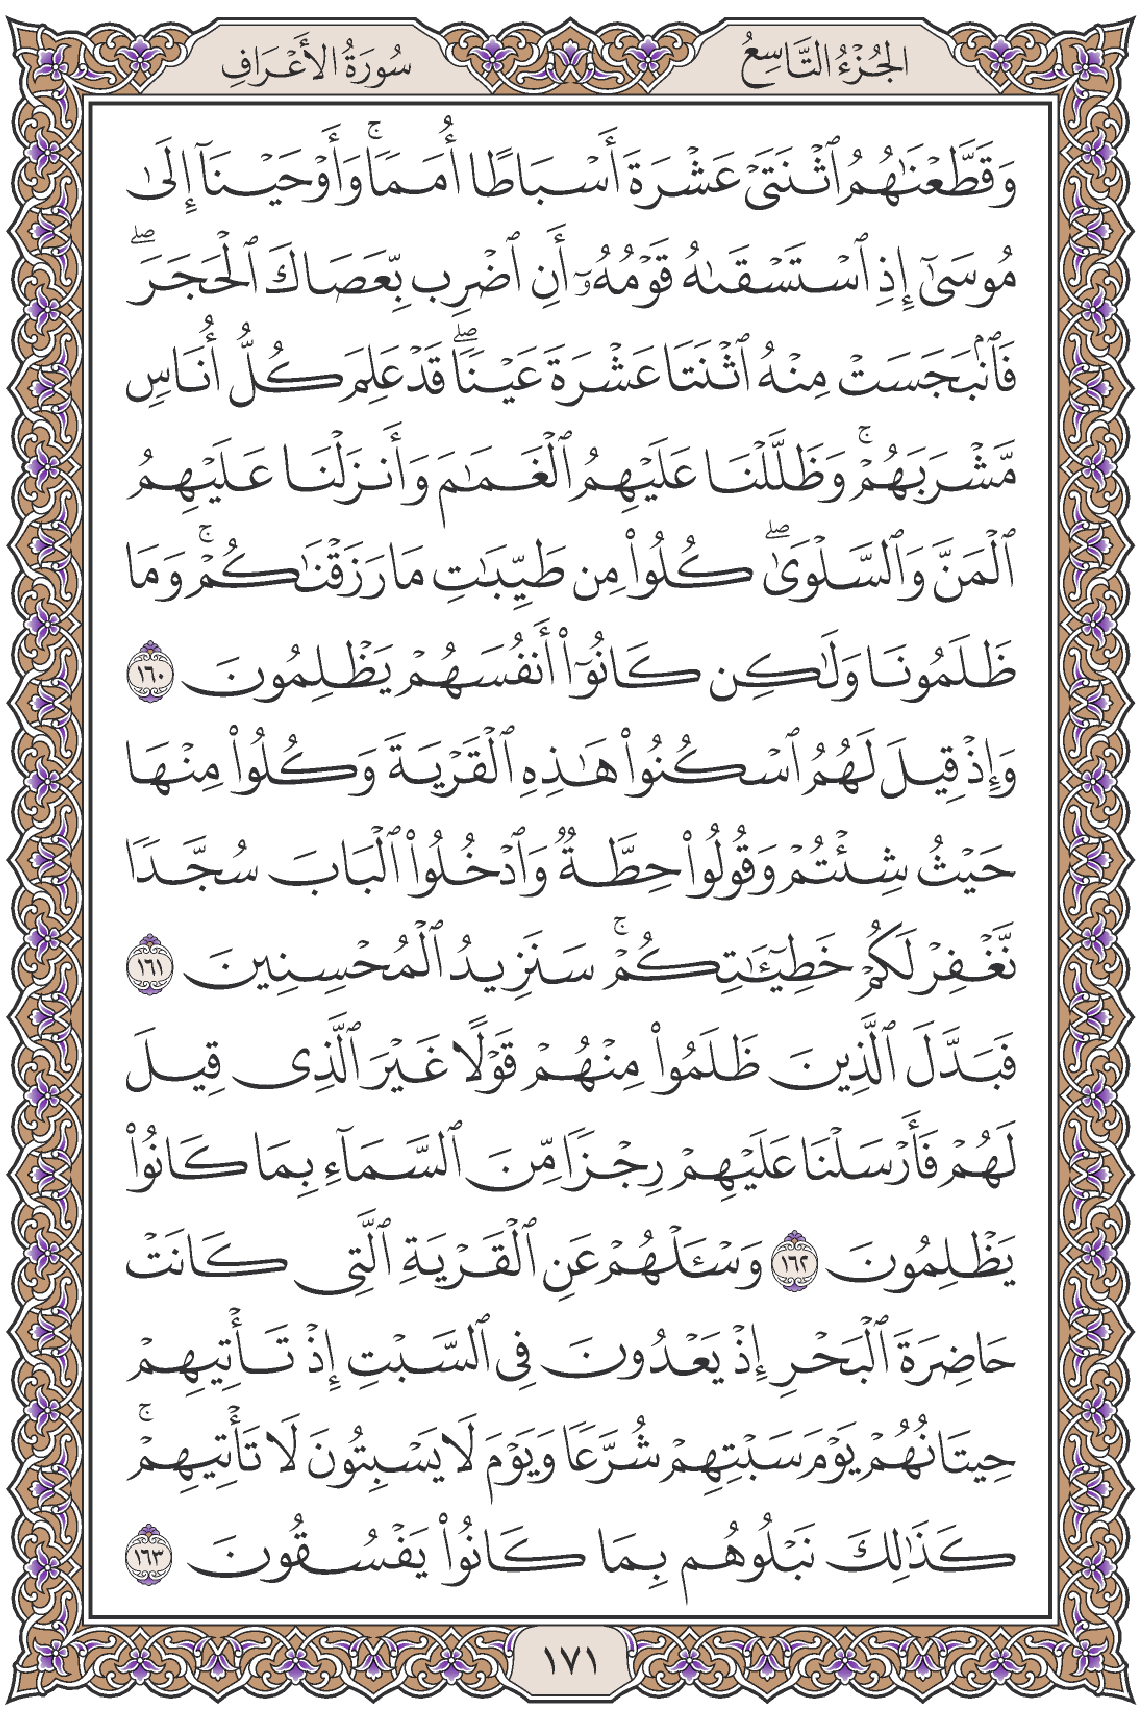 الجُزْءُ التَّاسِعُ
سُورَةُ الأَعْرَافِ
وَقَطَّعْنَٰهُمُ ٱثْنَتَىْ عَشْرَةَ أَسْبَاطًا أُمَمًا ۚ وَأَوْحَيْنَآ إِلَىٰ
مُوسَىٰٓ إِذِ ٱسْتَسْقَىٰهُ قَوْمُهُۥٓ أَنِ ٱضْرِب بِّعَصَاكَ ٱلْحَجَرَ ۖ
فَٱنۢبَجَسَتْ مِنْهُ ٱثْنَتَا عَشْرَةَ عَيْنًا ۖ قَدْ عَلِمَ كُلُّ أُنَاسٍ
مَّشْرَبَهُمْ ۚ وَظَلَّلْنَا عَلَيْهِمُ ٱلْغَمَٰمَ وَأَنزَلْنَا عَلَيْهِمُ
ٱلْمَنَّ وَٱلسَّلْوَىٰ ۖ كُلُوا۟ مِن طَيِّبَٰتِ مَا رَزَقْنَٰكُمْ ۚ وَمَا
ظَلَمُونَا وَلَٰكِن كَانُوٓا۟ أَنفُسَهُمْ يَظْلِمُونَ ١٦٠
وَإِذْ قِيلَ لَهُمُ ٱسْكُنُوا۟ هَٰذِهِ ٱلْقَرْيَةَ وَكُلُوا۟ مِنْهَا
حَيْثُ شِئْتُمْ وَقُولُوا۟ حِطَّةٌ وَٱدْخُلُوا۟ ٱلْبَابَ سُجَّدًا
نَّغْفِرْ لَكُمْ خَطِيٓـَٰٔتِكُمْ ۚ سَنَزِيدُ ٱلْمُحْسِنِينَ ١٦١
فَبَدَّلَ ٱلَّذِينَ ظَلَمُوا۟ مِنْهُمْ قَوْلًا غَيْرَ ٱلَّذِى قِيلَ
لَهُمْ فَأَرْسَلْنَا عَلَيْهِمْ رِجْزًا مِّنَ ٱلسَّمَآءِ بِمَا كَانُوا۟
يَظْلِمُونَ ١٦٢ وَسْـَٔلْهُمْ عَنِ ٱلْقَرْيَةِ ٱلَّتِى كَانَتْ
حَاضِرَةَ ٱلْبَحْرِ إِذْ يَعْدُونَ فِى ٱلسَّبْتِ إِذْ تَأْتِيهِمْ
حِيتَانُهُمْ يَوْمَ سَبْتِهِمْ شُرَّعًا وَيَوْمَ لَا يَسْبِتُونَ لَا تَأْتِيهِمْ ۚ
كَذَٰلِكَ نَبْلُوهُم بِمَا كَانُوا۟ يَفْسُقُونَ ١٦٣
١٧١